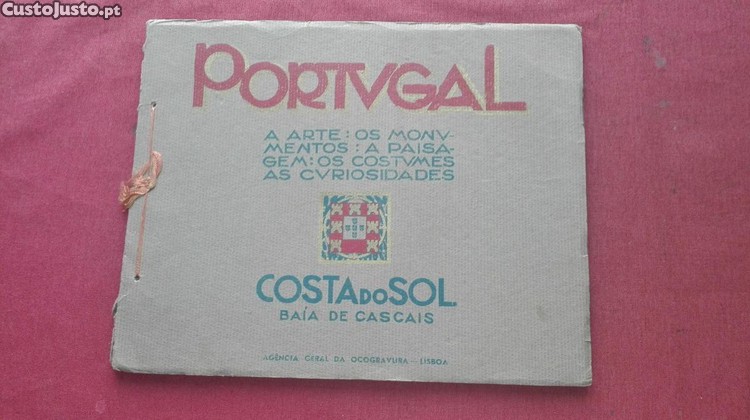 CustoJusto.pt
PORTVGAL
A ARTE : OS MONV-
MENTOS : A PAISA-
GEM : OS COSTVMES
AS CVRIOSIDADES
COSTA DO SOL
BAÍA DE CASCAIS
AGÊNCIA GERAL DA OCOGRAVURA - LISBOA